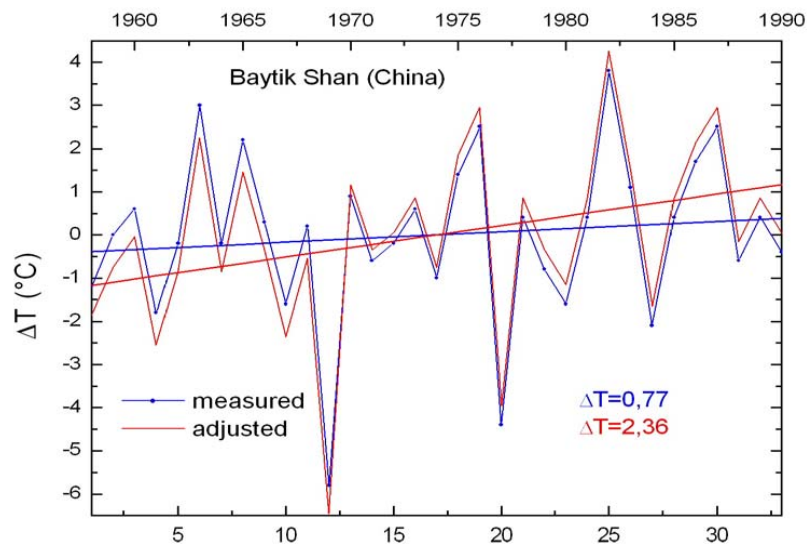 1960 1965 1970 1975 1980 1985 1990
Baytik Shan (China)
4
3
2
1
0
-1
-2
-3
-4
-5
-6
ΔT (°C)
measured
adjusted
ΔT=0,77
ΔT=2,36
5 10 15 20 25 30